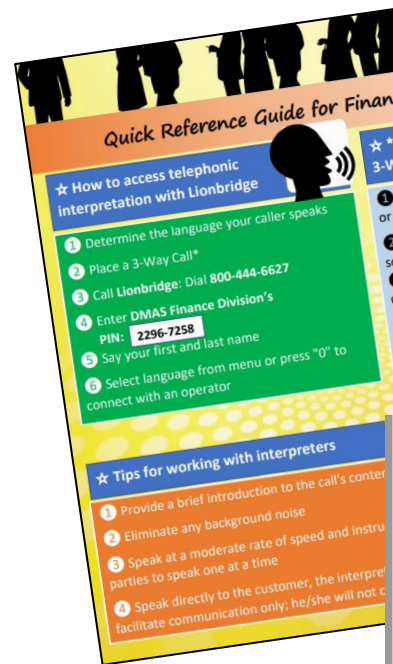 Quick Reference Guide for
☆ How to access telephonic
interpretation with Lionbridge
1 Determine the language your caller speaks
2 Place a 3-Way Call*
3 Call Lionbridge: Dial 800-444-6627
4 Enter DMAS Finance Division's
PIN: 2296-7258
5 Say your first and last name
6 Select language from menu or press "0" to
connect with an operator
☆ *
1
or
2
☆ Tips for working with interpreters
1 Provide a brief introduction to the call's
2 Eliminate any background noise
3 Speak at a moderate rate of speed and
parties to speak one at a time
4 Speak directly to the customer, the
facilitate communication only; he/she will not